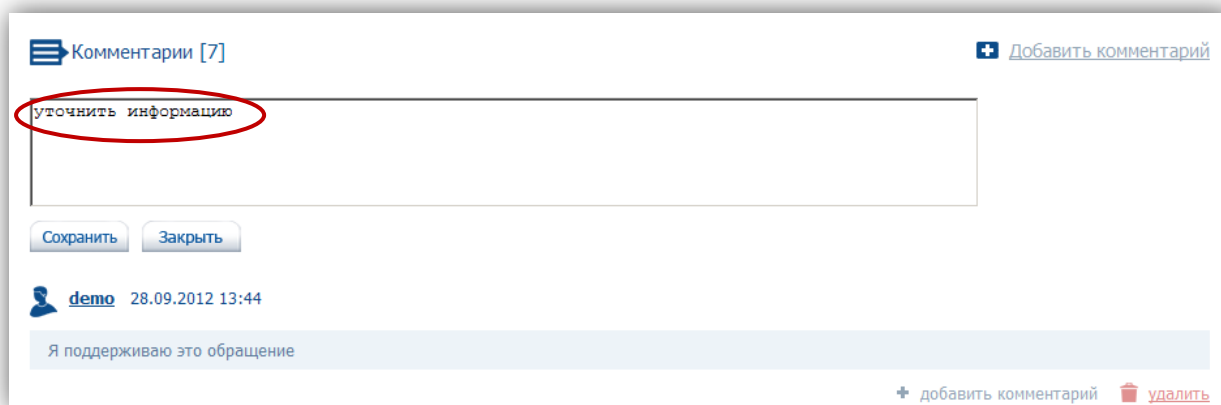 Комментарии [7]
Добавить комментарий
уточнить информацию
Сохранить Закрыть
demo 28.09.2012 13:44
Я поддерживаю это обращение
добавить комментарий удалить